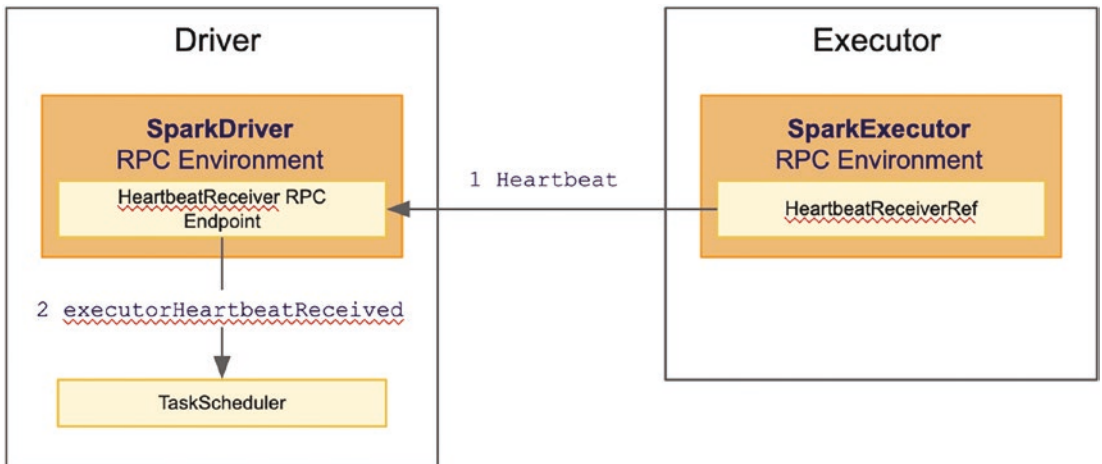 Driver
SparkDriver
RPC Environment
HeartbeatReceiver RPC
Endpoint
2 executorHeartbeatReceived
TaskScheduler
1 Heartbeat
Executor
SparkExecutor
RPC Environment
HeartbeatReceiverRef